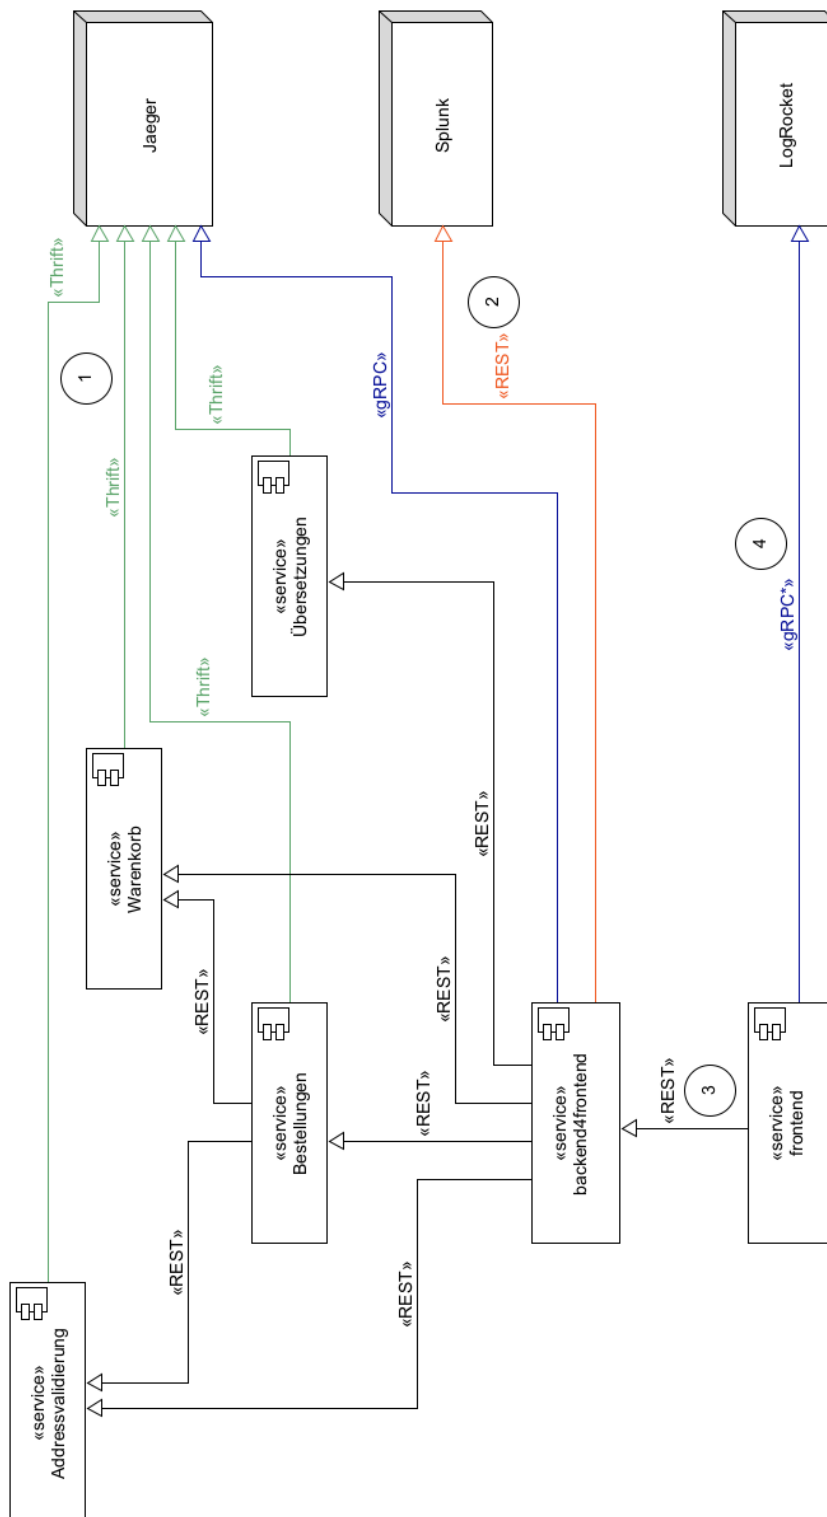 «service»
Addressvalidierung
«service»
Warenkorb
«service»
Bestellungen
«service»
Übersetzungen
«service»
backend4frontend
«service»
frontend
Jaeger
Splunk
LogRocket
«Thrift»
«Thrift»
«Thrift»
«Thrift»
«gRPC»
«REST»
«gRPC*»
«REST»
«REST»
«REST»
«REST»
«REST»
«REST»
«REST»
1
2
3
4